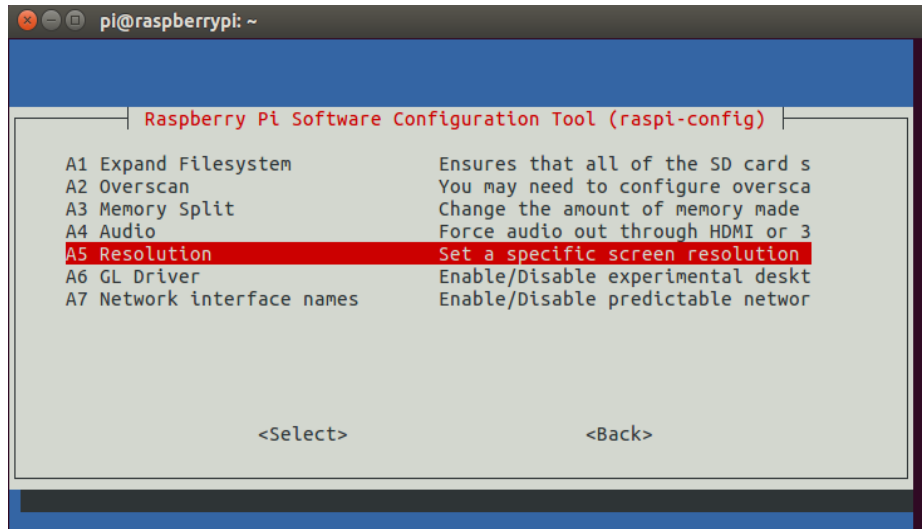 pi@raspberrypi: ~
Raspberry Pi Software Configuration Tool (raspi-config)
A1 Expand Filesystem Ensures that all of the SD card s
A2 Overscan You may need to configure oversca
A3 Memory Split Change the amount of memory made
A4 Audio Force audio out through HDMI or 3
A5 Resolution Set a specific screen resolution
A6 GL Driver Enable/Disable experimental deskt
A7 Network interface names Enable/Disable predictable networ
<Select> <Back>